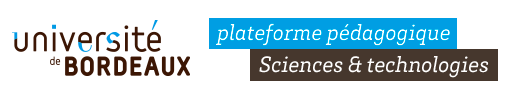 université
de BORDEAUX
plateforme pédagogique
Sciences & technologies